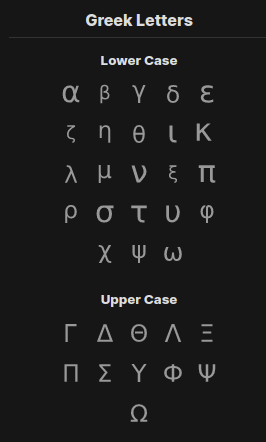 Greek Letters
Lower Case
α β γ δ ε
ζ η θ ι κ
λ μ ν ξ π
ρ σ τ υ φ
χ ψ ω
Upper Case
Γ Δ Θ Λ Ξ
Π Σ Υ Φ Ψ
Ω